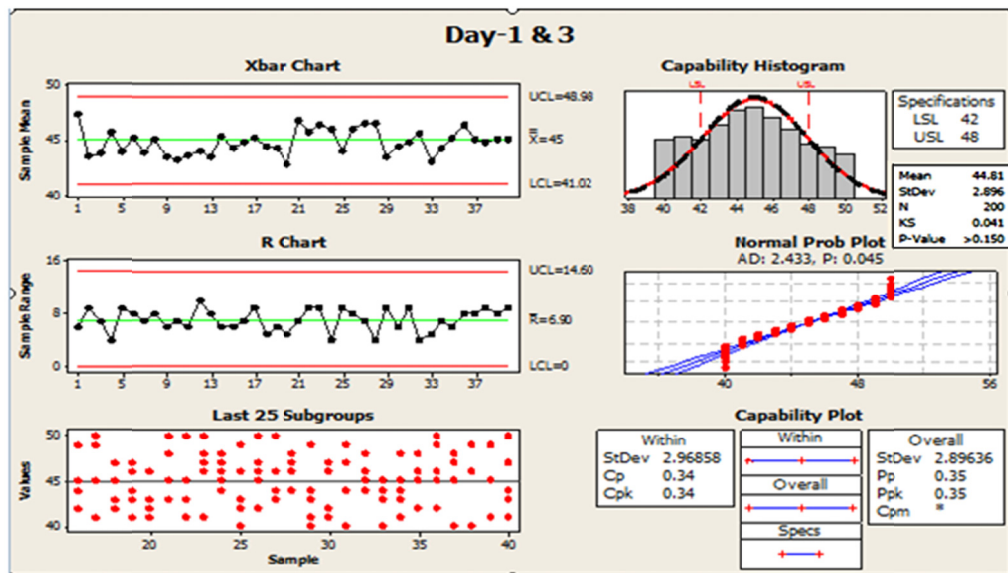 Day-1 & 3
Xbar Chart
Sample Mean
50
45
40
UCL=48.98
X=45
LCL=41.02
1 5 9 13 17 21 25 29 33 37
R Chart
Sample Range
16
8
0
UCL=14.60
R=6.90
LCL=0
1 5 9 13 17 21 25 29 33 37
Last 25 Subgroups
Values
50
45
40
20 25 30 35 40
Sample
Capability Histogram
LSL USL
38 40 42 44 46 48 50 52
Specifications
LSL 42
USL 48
Mean 44.81
StDev 2.896
N 200
KS 0.041
P-Value >0.150
Normal Prob Plot
AD: 2.433, P: 0.045
40 48 56
Capability Plot
Within
StDev 2.96858
Cp 0.34
Cpk 0.34
Within
Overall
Specs
Overall
StDev 2.89636
Pp 0.35
Ppk 0.35
Cpm *